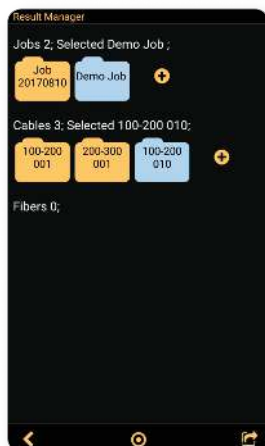 Result Manager
Jobs 2; Selected Demo Job ;
Job
20170810
Demo Job
Cables 3; Selected 100-200 010;
100-200
001
200-300
001
100-200
010
Fibers 0;